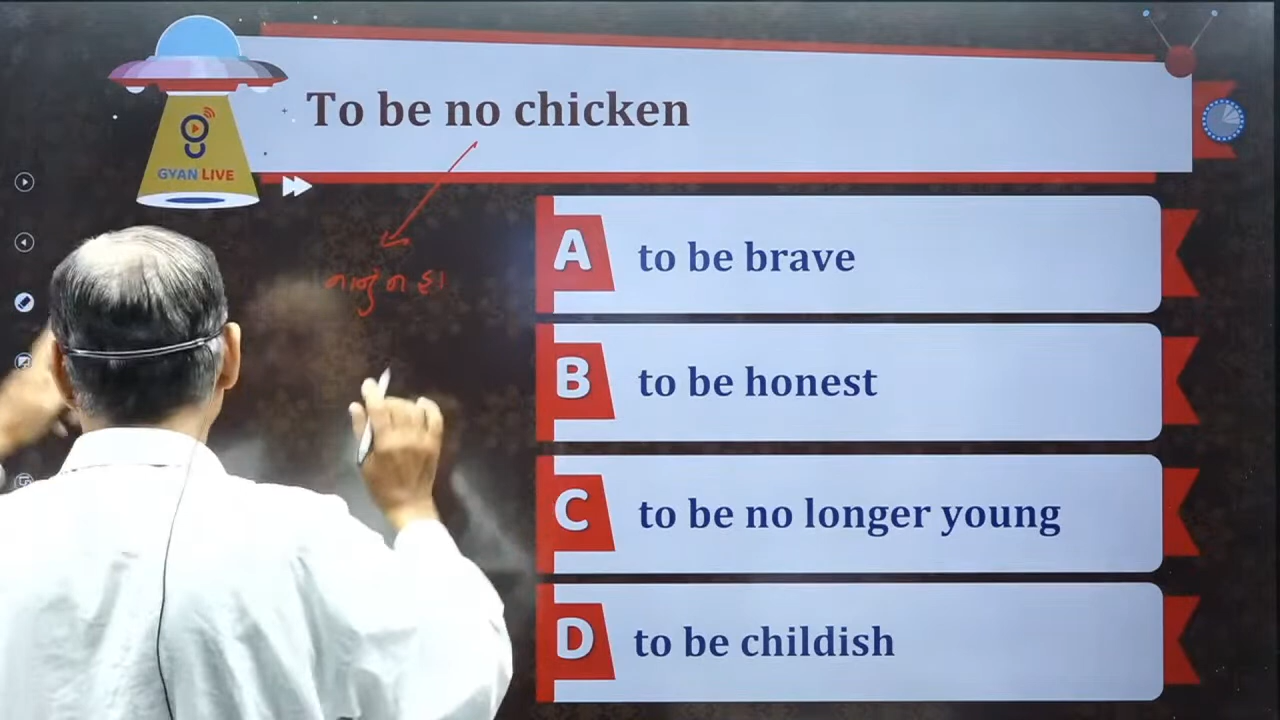 To be no chicken
GYAN LIVE
નાનું ન હો
A to be brave
B to be honest
C to be no longer young
D to be childish